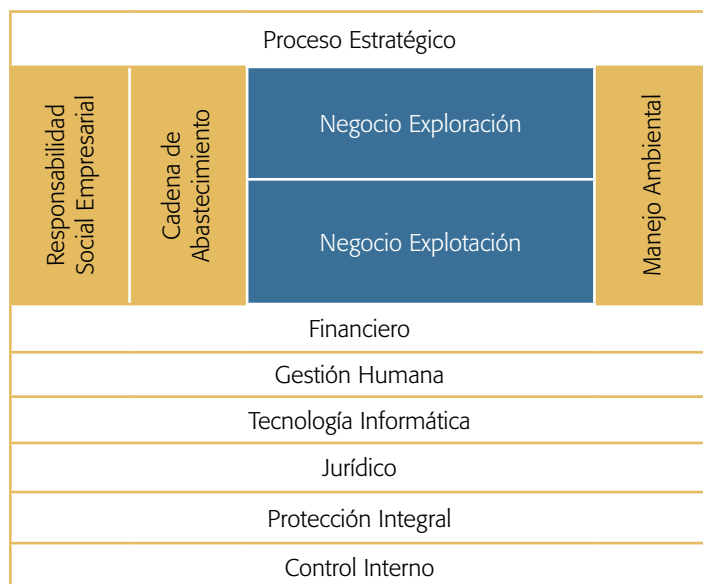 Proceso Estratégico
Responsabilidad
Social Empresarial
Cadena de
Abastecimiento
Negocio Exploración
Negocio Explotación
Manejo Ambiental
Financiero
Gestión Humana
Tecnología Informática
Jurídico
Protección Integral
Control Interno